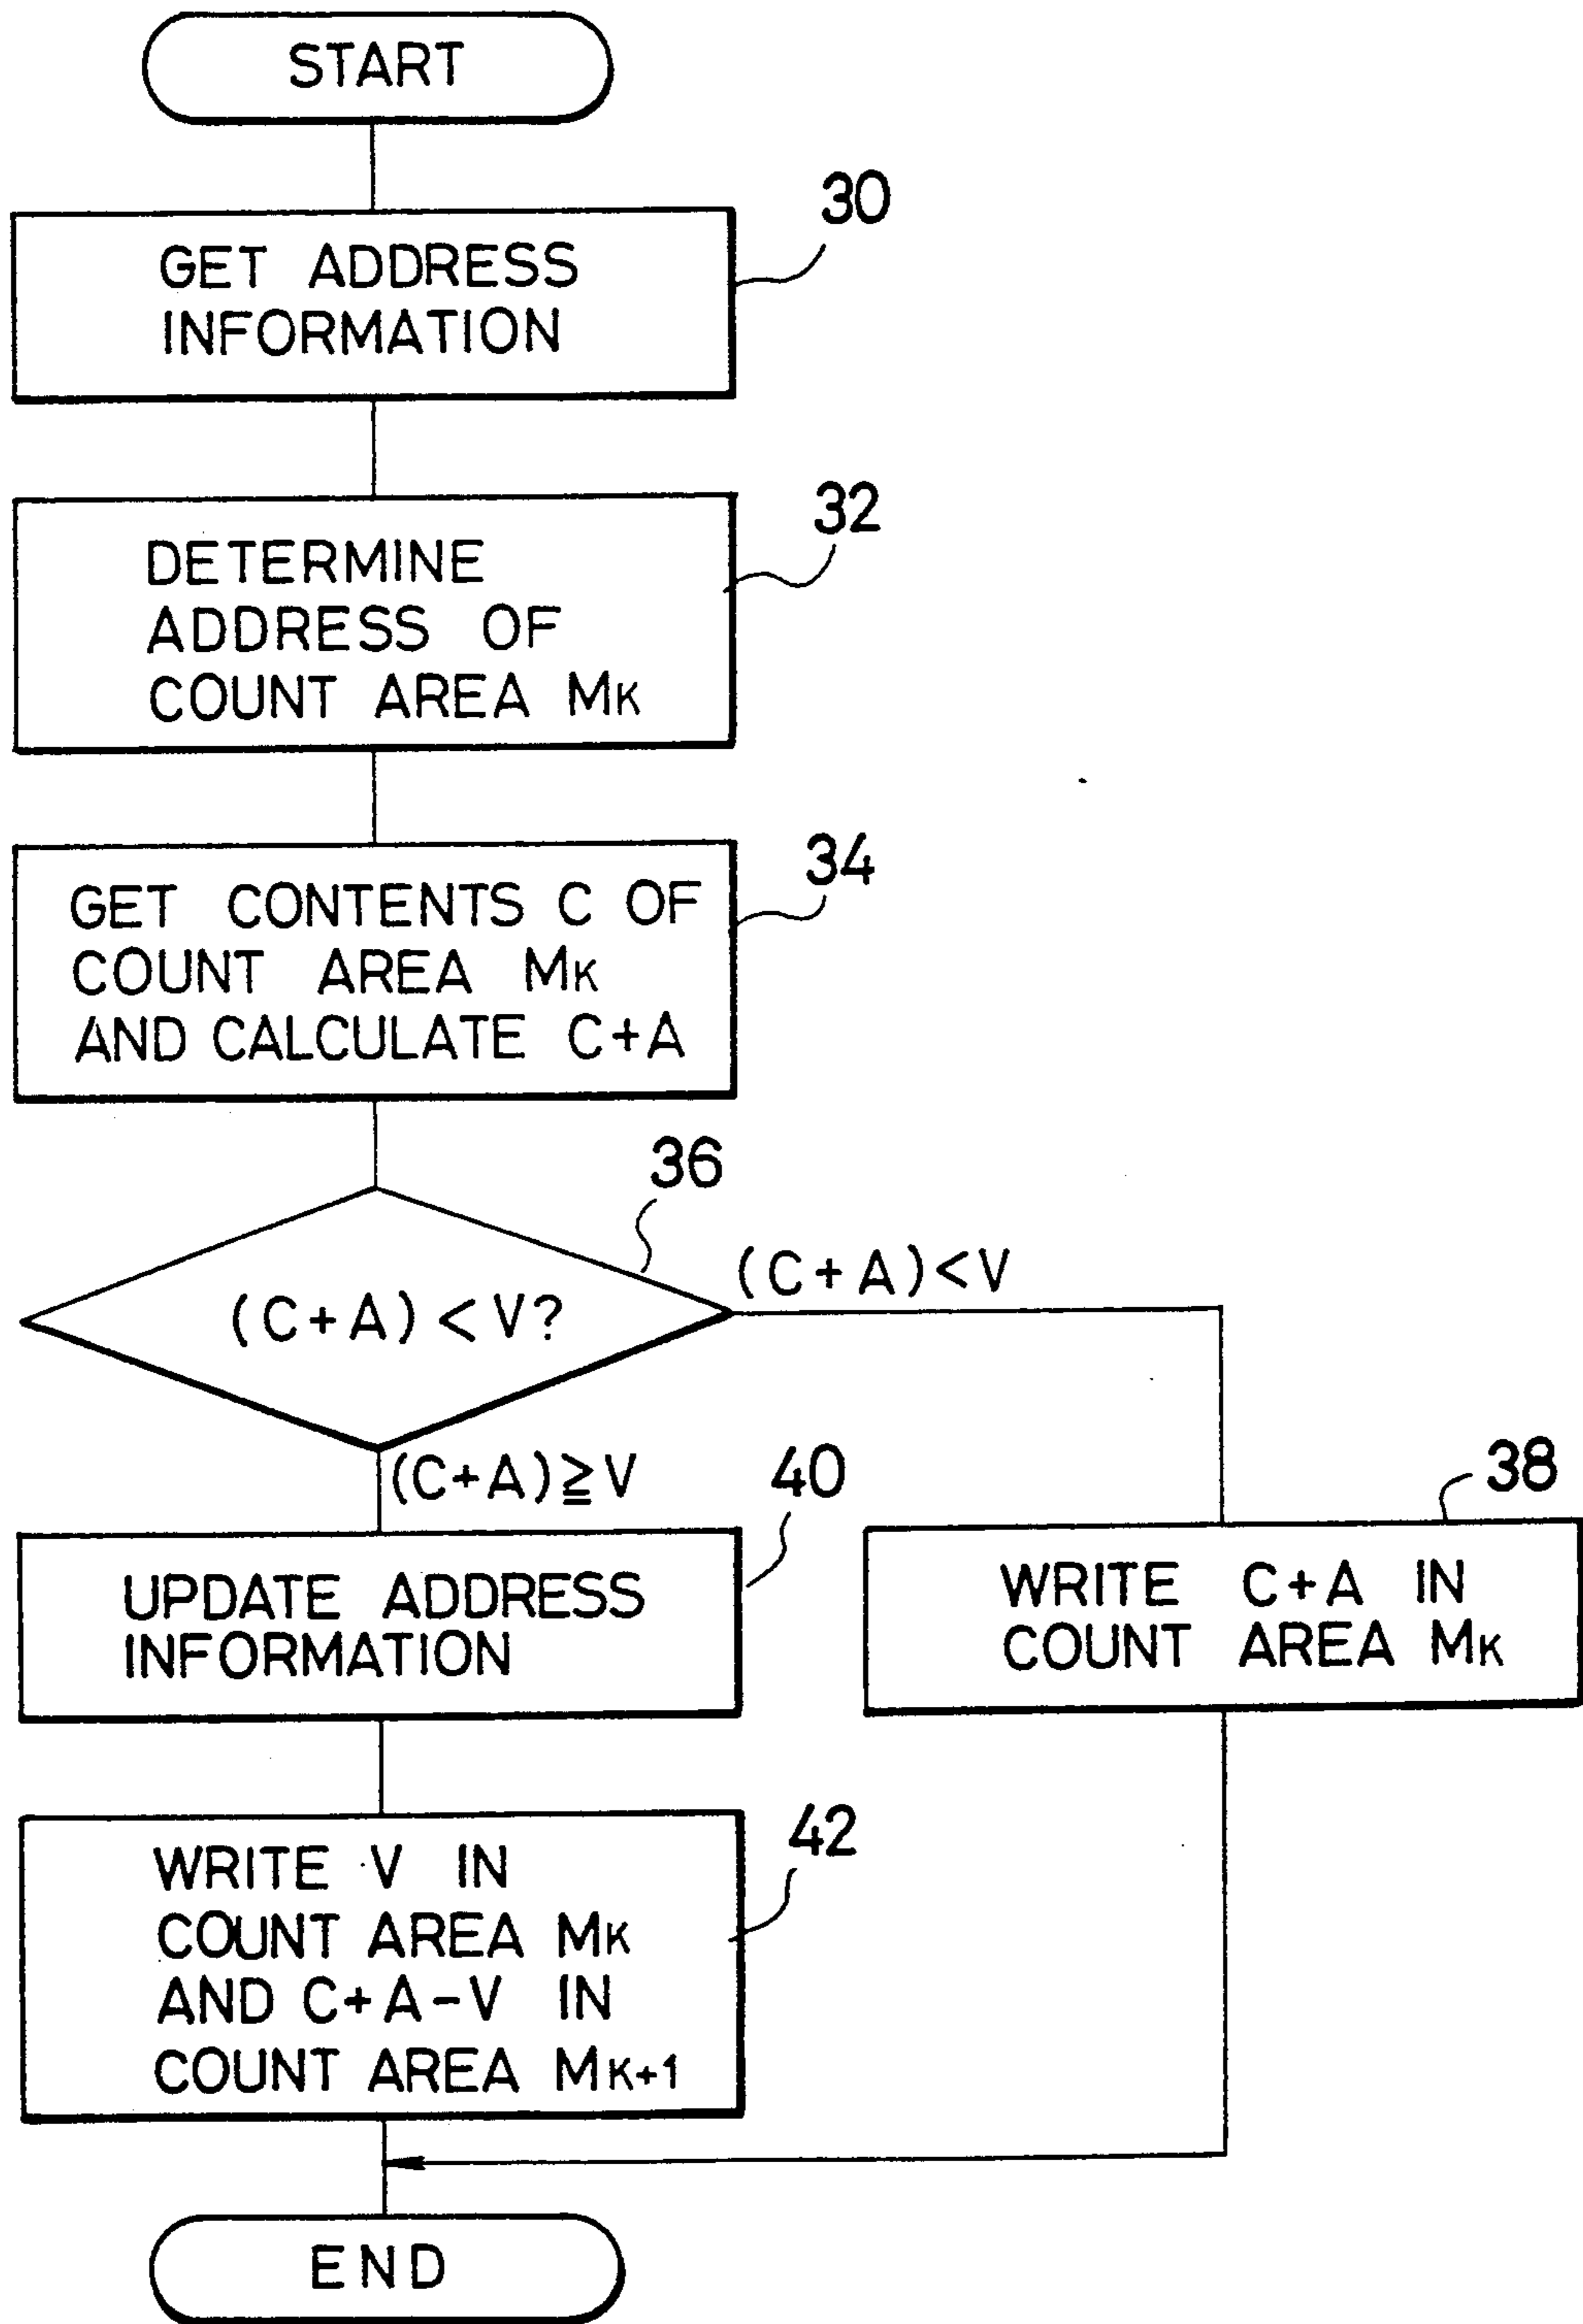 START
30
GET ADDRESS
INFORMATION
32
DETERMINE
ADDRESS OF
COUNT AREA MK
34
GET CONTENTS C OF
COUNT AREA MK
AND CALCULATE C+A
36
(C+A)<V?
(C+A)<V
(C+A)≧V
40
UPDATE ADDRESS
INFORMATION
38
WRITE C+A IN
COUNT AREA MK
42
WRITE V IN
COUNT AREA MK
AND C+A-V IN
COUNT AREA MK+1
END